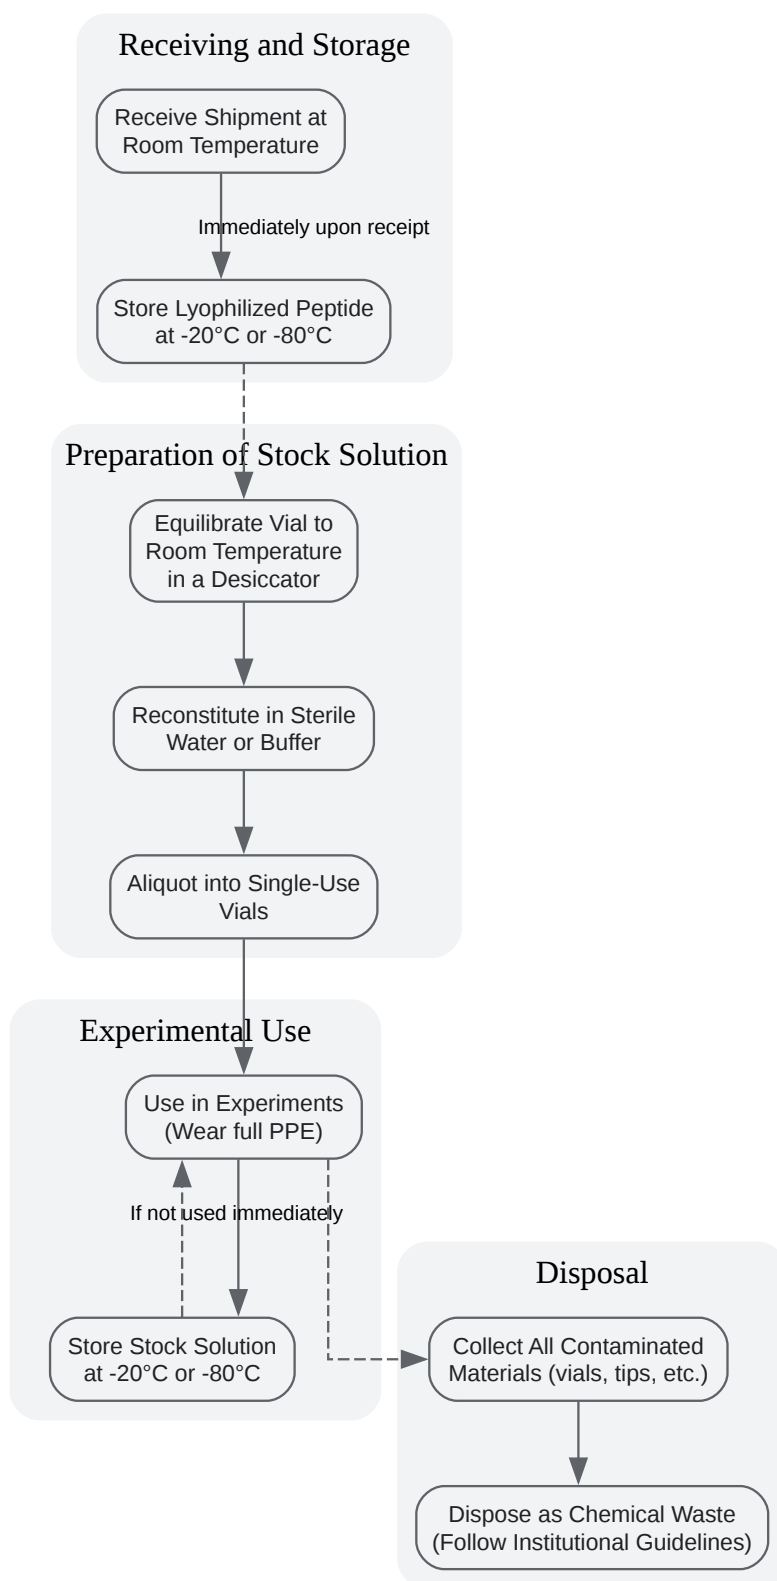 Receiving and Storage
Receive Shipment at
Room Temperature
Immediately upon receipt
Store Lyophilized Peptide
at -20°C or -80°C
Preparation of Stock Solution
Equilibrate Vial to
Room Temperature
in a Desiccator
Reconstitute in Sterile
Water or Buffer
Aliquot into Single-Use
Vials
Experimental Use
Use in Experiments
(Wear full PPE)
If not used immediately
Store Stock Solution
at -20°C or -80°C
Disposal
Collect All Contaminated
Materials (vials, tips, etc.)
Dispose as Chemical Waste
(Follow Institutional Guidelines)